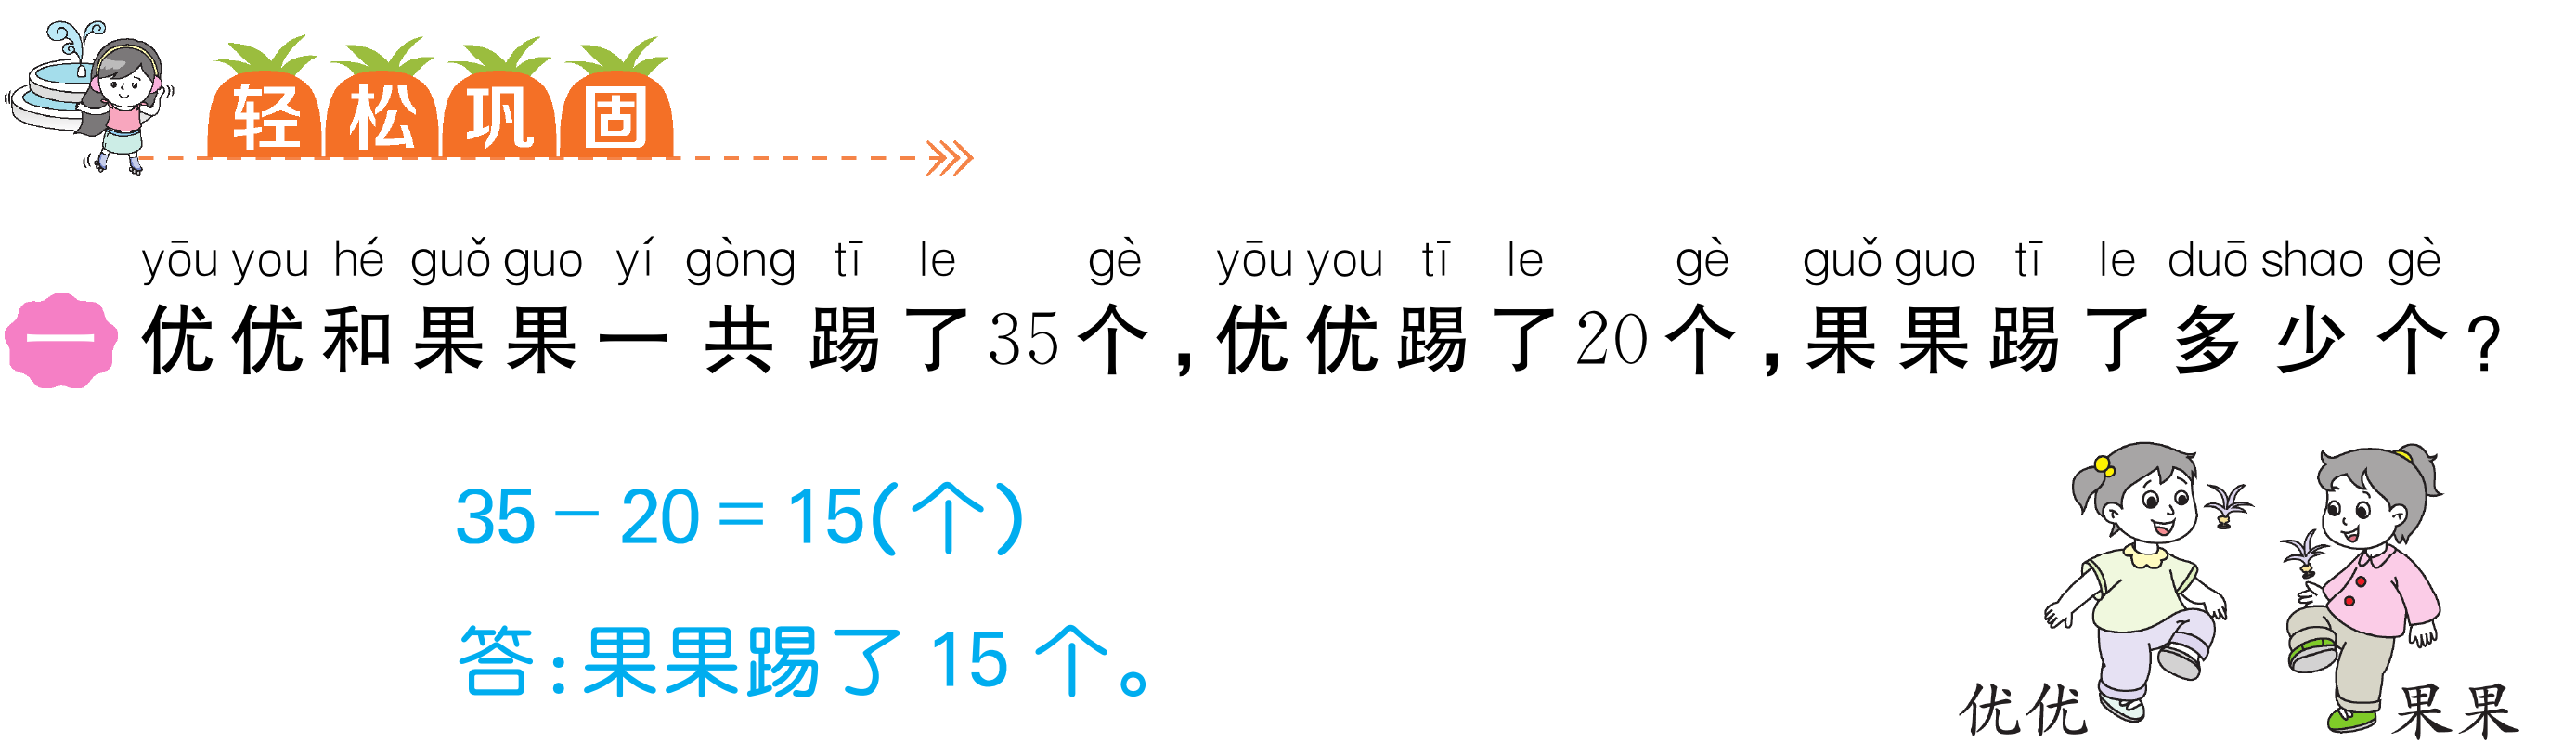 轻松巩固
yōu you hé guǒ guo yí gòng tī le gè yōu you tī le gè guǒ guo tī le duō shao gè
一 优优和果果一共踢了35个,优优踢了20个,果果踢了多少个?
35-20=15(个)
答:果果踢了 15 个。
优优 果果